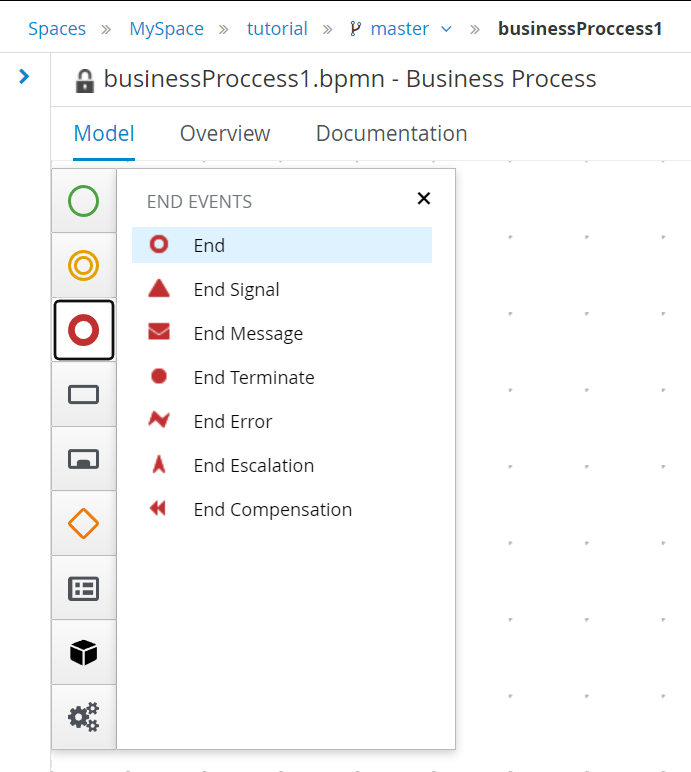 Spaces » MySpace » tutorial » master » businessProccess1
businessProccess1.bpmn - Business Process
Model Overview Documentation
END EVENTS
End
End Signal
End Message
End Terminate
End Error
End Escalation
End Compensation